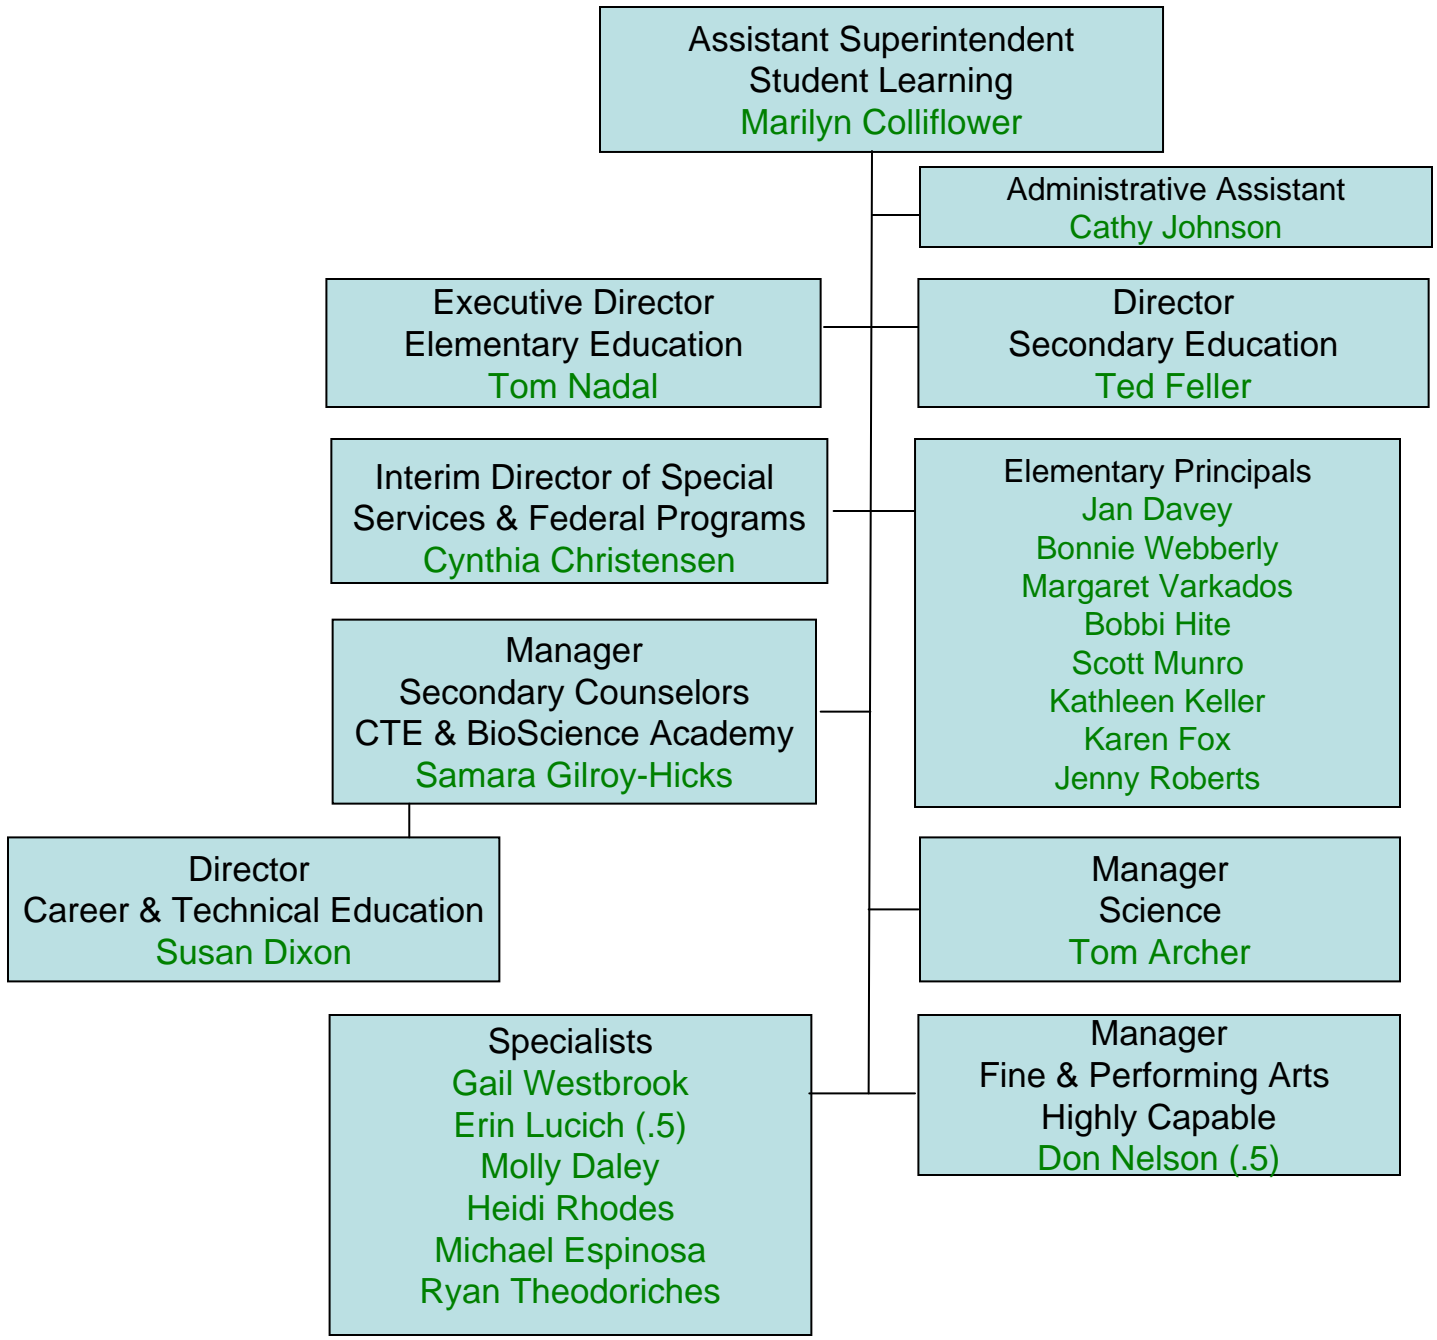 Assistant Superintendent
Student Learning
Marilyn Colliflower
Administrative Assistant
Cathy Johnson
Executive Director
Elementary Education
Tom Nadal
Director
Secondary Education
Ted Feller
Interim Director of Special
Services & Federal Programs
Cynthia Christensen
Elementary Principals
Jan Davey
Bonnie Webberly
Margaret Varkados
Bobbi Hite
Scott Munro
Kathleen Keller
Karen Fox
Jenny Roberts
Manager
Secondary Counselors
CTE & BioScience Academy
Samara Gilroy-Hicks
Director
Career & Technical Education
Susan Dixon
Manager
Science
Tom Archer
Specialists
Gail Westbrook
Erin Lucich (.5)
Molly Daley
Heidi Rhodes
Michael Espinosa
Ryan Theodoriches
Manager
Fine & Performing Arts
Highly Capable
Don Nelson (.5)